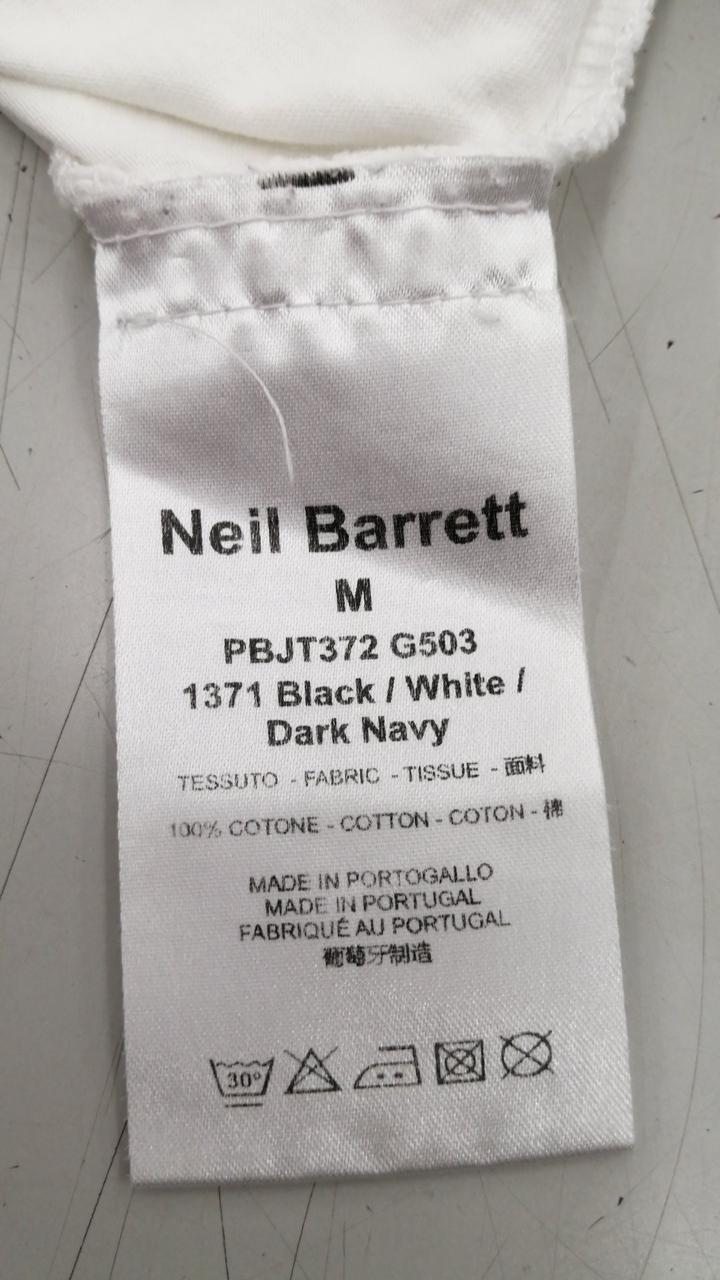 Neil Barrett
M
PBJT372 G503
1371 Black / White /
Dark Navy
TESSUTO - FABRIC - TISSUE - 面料
100% COTONE - COTTON - COTON - 棉
MADE IN PORTOGALLO
MADE IN PORTUGAL
FABRIQUÉ AU PORTUGAL
葡萄牙制造
30°